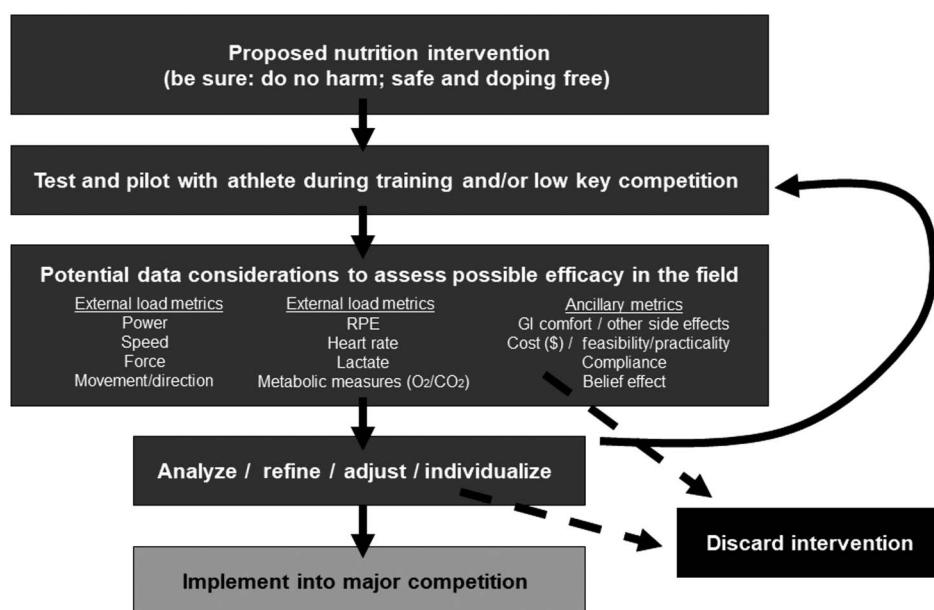 Proposed nutrition intervention
(be sure: do no harm; safe and doping free)
Test and pilot with athlete during training and/or low key competition
Potential data considerations to assess possible efficacy in the field
External load metrics
Power
Speed
Force
Movement/direction
External load metrics
RPE
Heart rate
Lactate
Metabolic measures (O₂/CO₂)
Ancillary metrics
GI comfort / other side effects
Cost ($) / feasibility/practicality
Compliance
Belief effect
Analyze / refine / adjust / individualize
Discard intervention
Implement into major competition